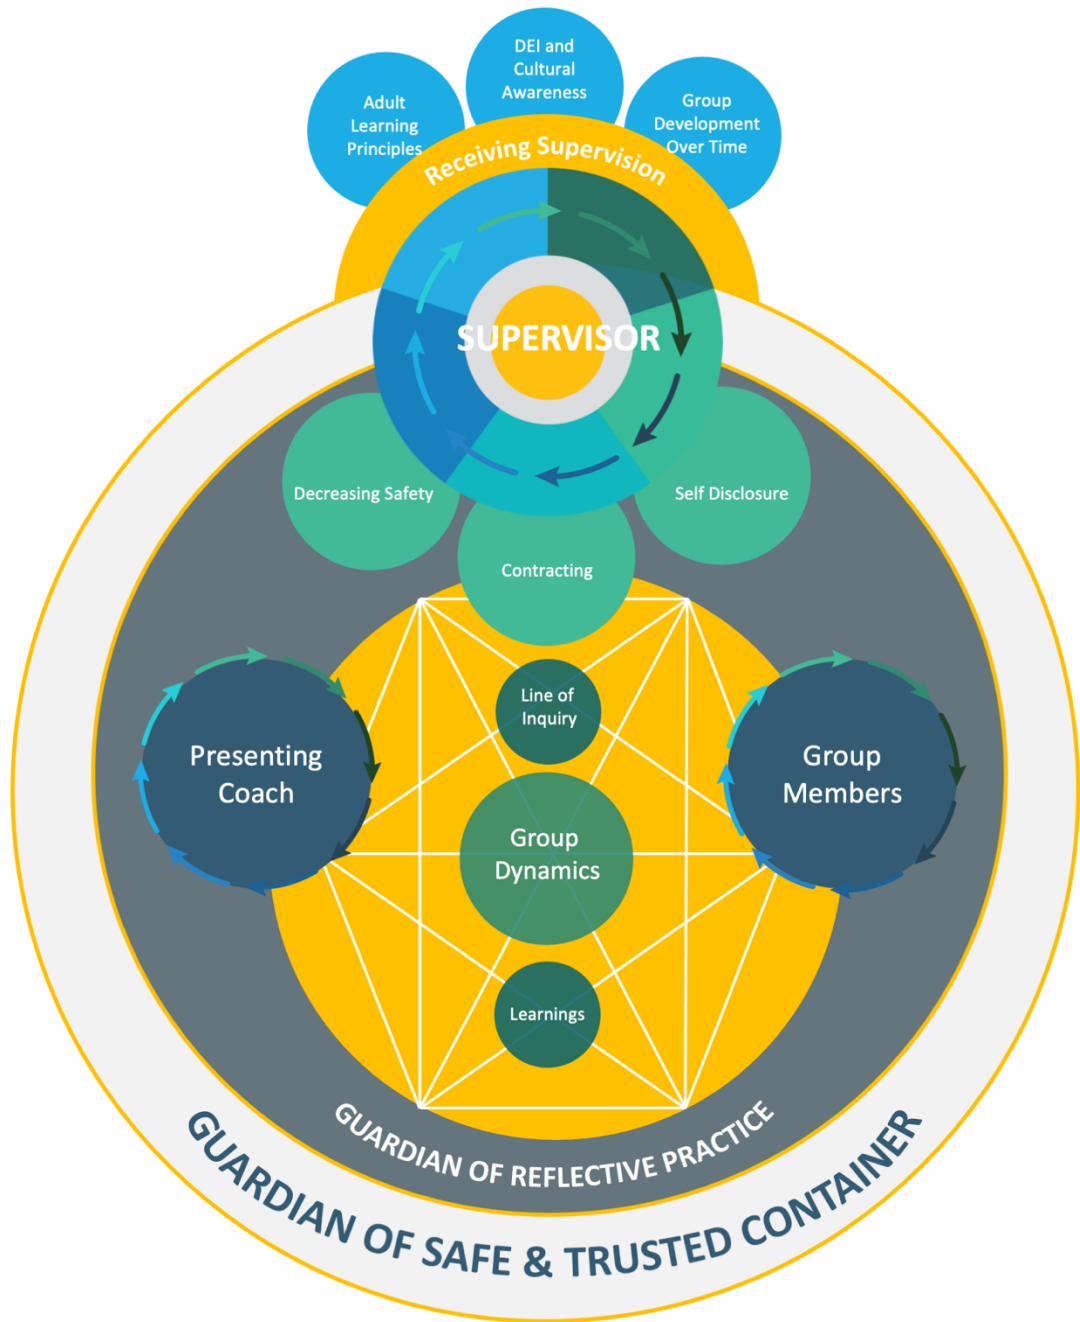 DEI and
Cultural
Awareness
Adult
Learning
Principles
Group
Development
Over Time
Receiving Supervision
SUPERVISOR
Decreasing Safety
Self Disclosure
Contracting
Line of
Inquiry
Presenting
Coach
Group
Members
Group
Dynamics
Learnings
GUARDIAN OF REFLECTIVE PRACTICE
GUARDIAN OF SAFE & TRUSTED CONTAINER